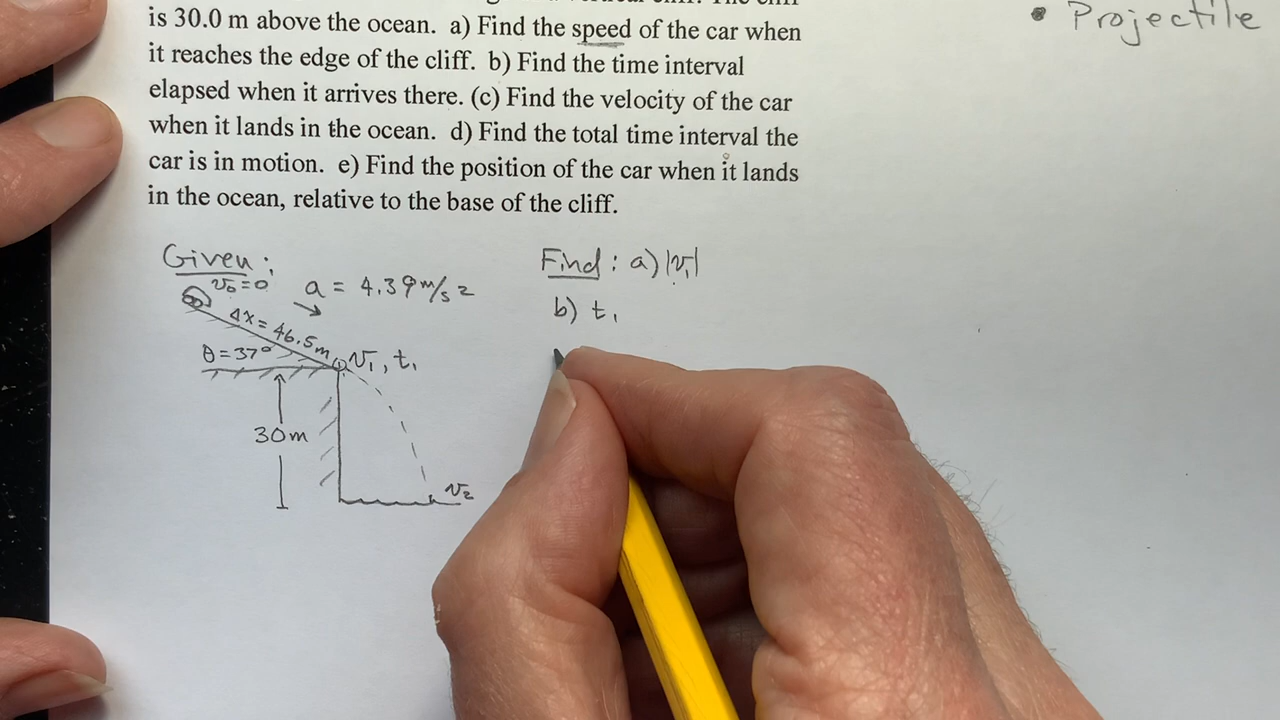 is 30.0 m above the ocean. a) Find the speed of the car when
it reaches the edge of the cliff. b) Find the time interval
elapsed when it arrives there. (c) Find the velocity of the car
when it lands in the ocean. d) Find the total time interval the
car is in motion. e) Find the position of the car when it lands
in the ocean, relative to the base of the cliff.
• Projectile
Given:
v₀=0
a = 4.39 m/s2
Δx = 46.5m
θ=37°
v₁, t₁
30m
v₂
Find: a) |v₁|
b) t₁